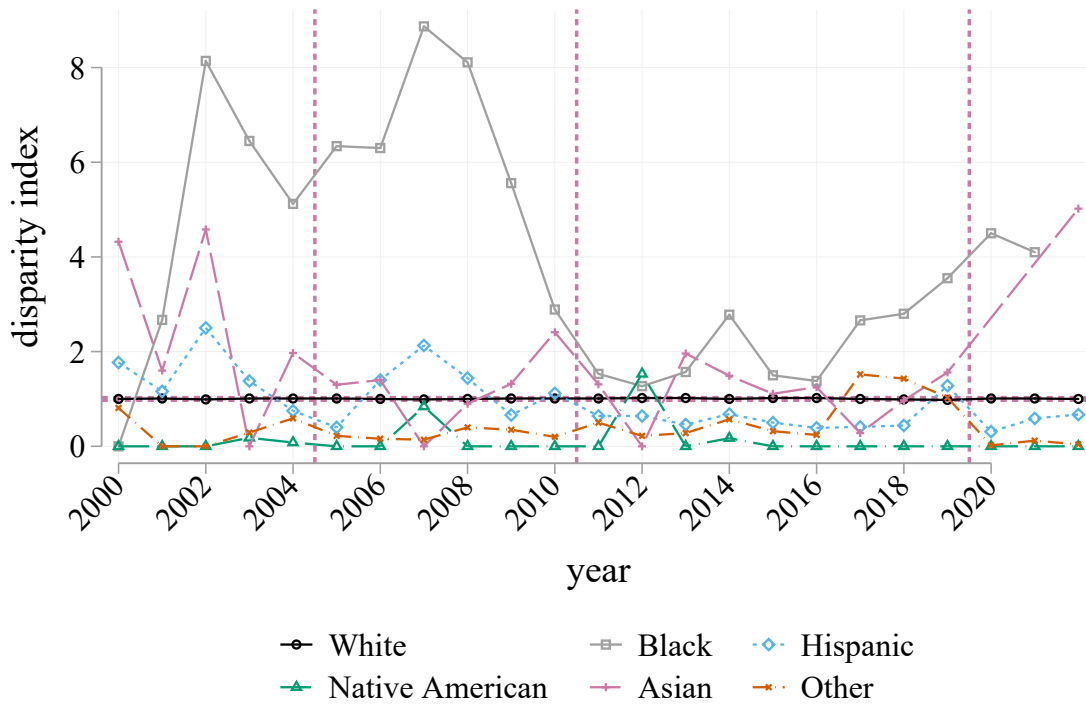 disparity index
8
6
4
2
0
2000 2002 2004 2006 2008 2010 2012 2014 2016 2018 2020
year
White Black Hispanic
Native American Asian Other